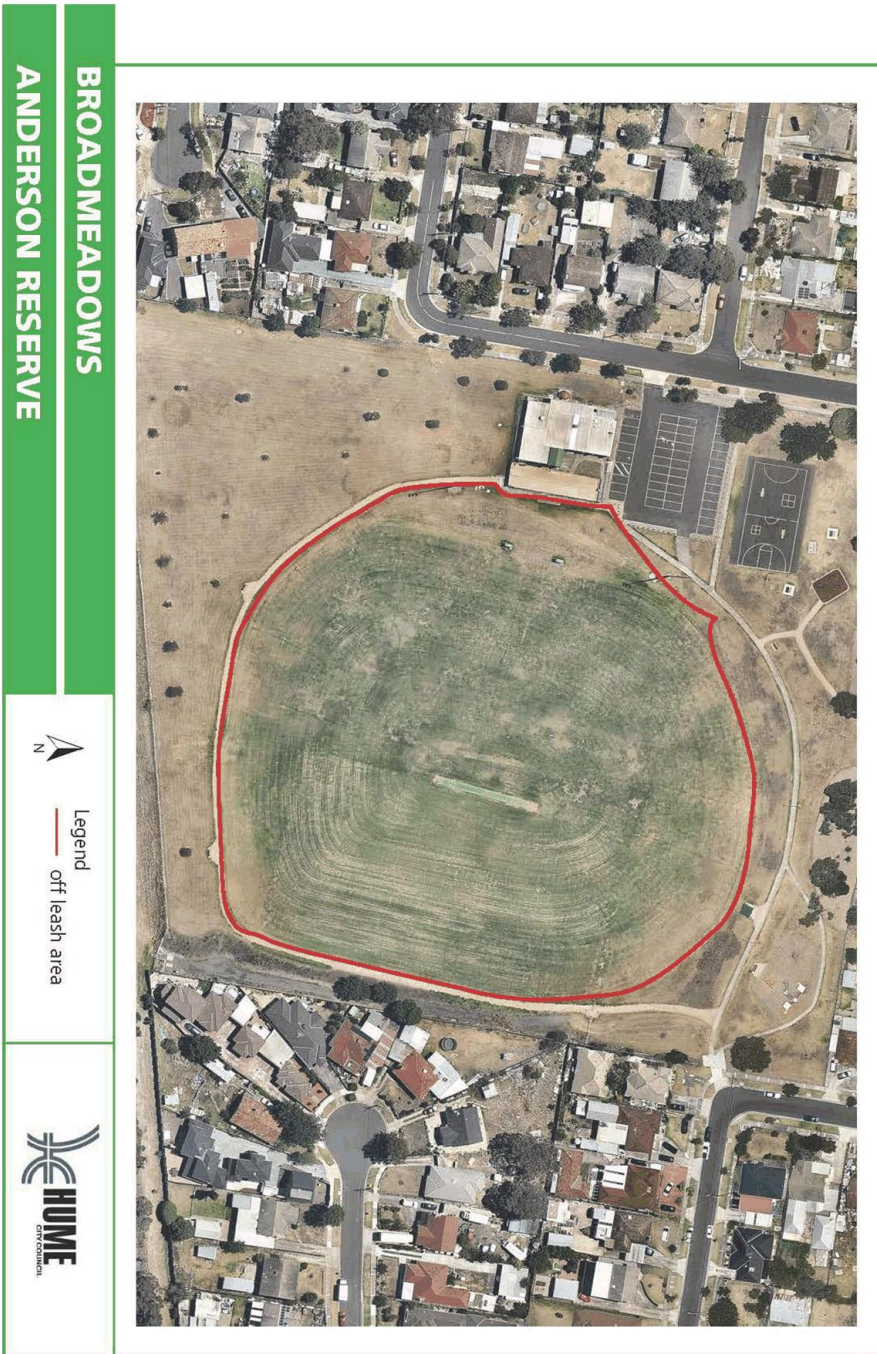 BROADMEADOWS
ANDERSON RESERVE
N
Legend
off leash area
HUME
CITY COUNCIL